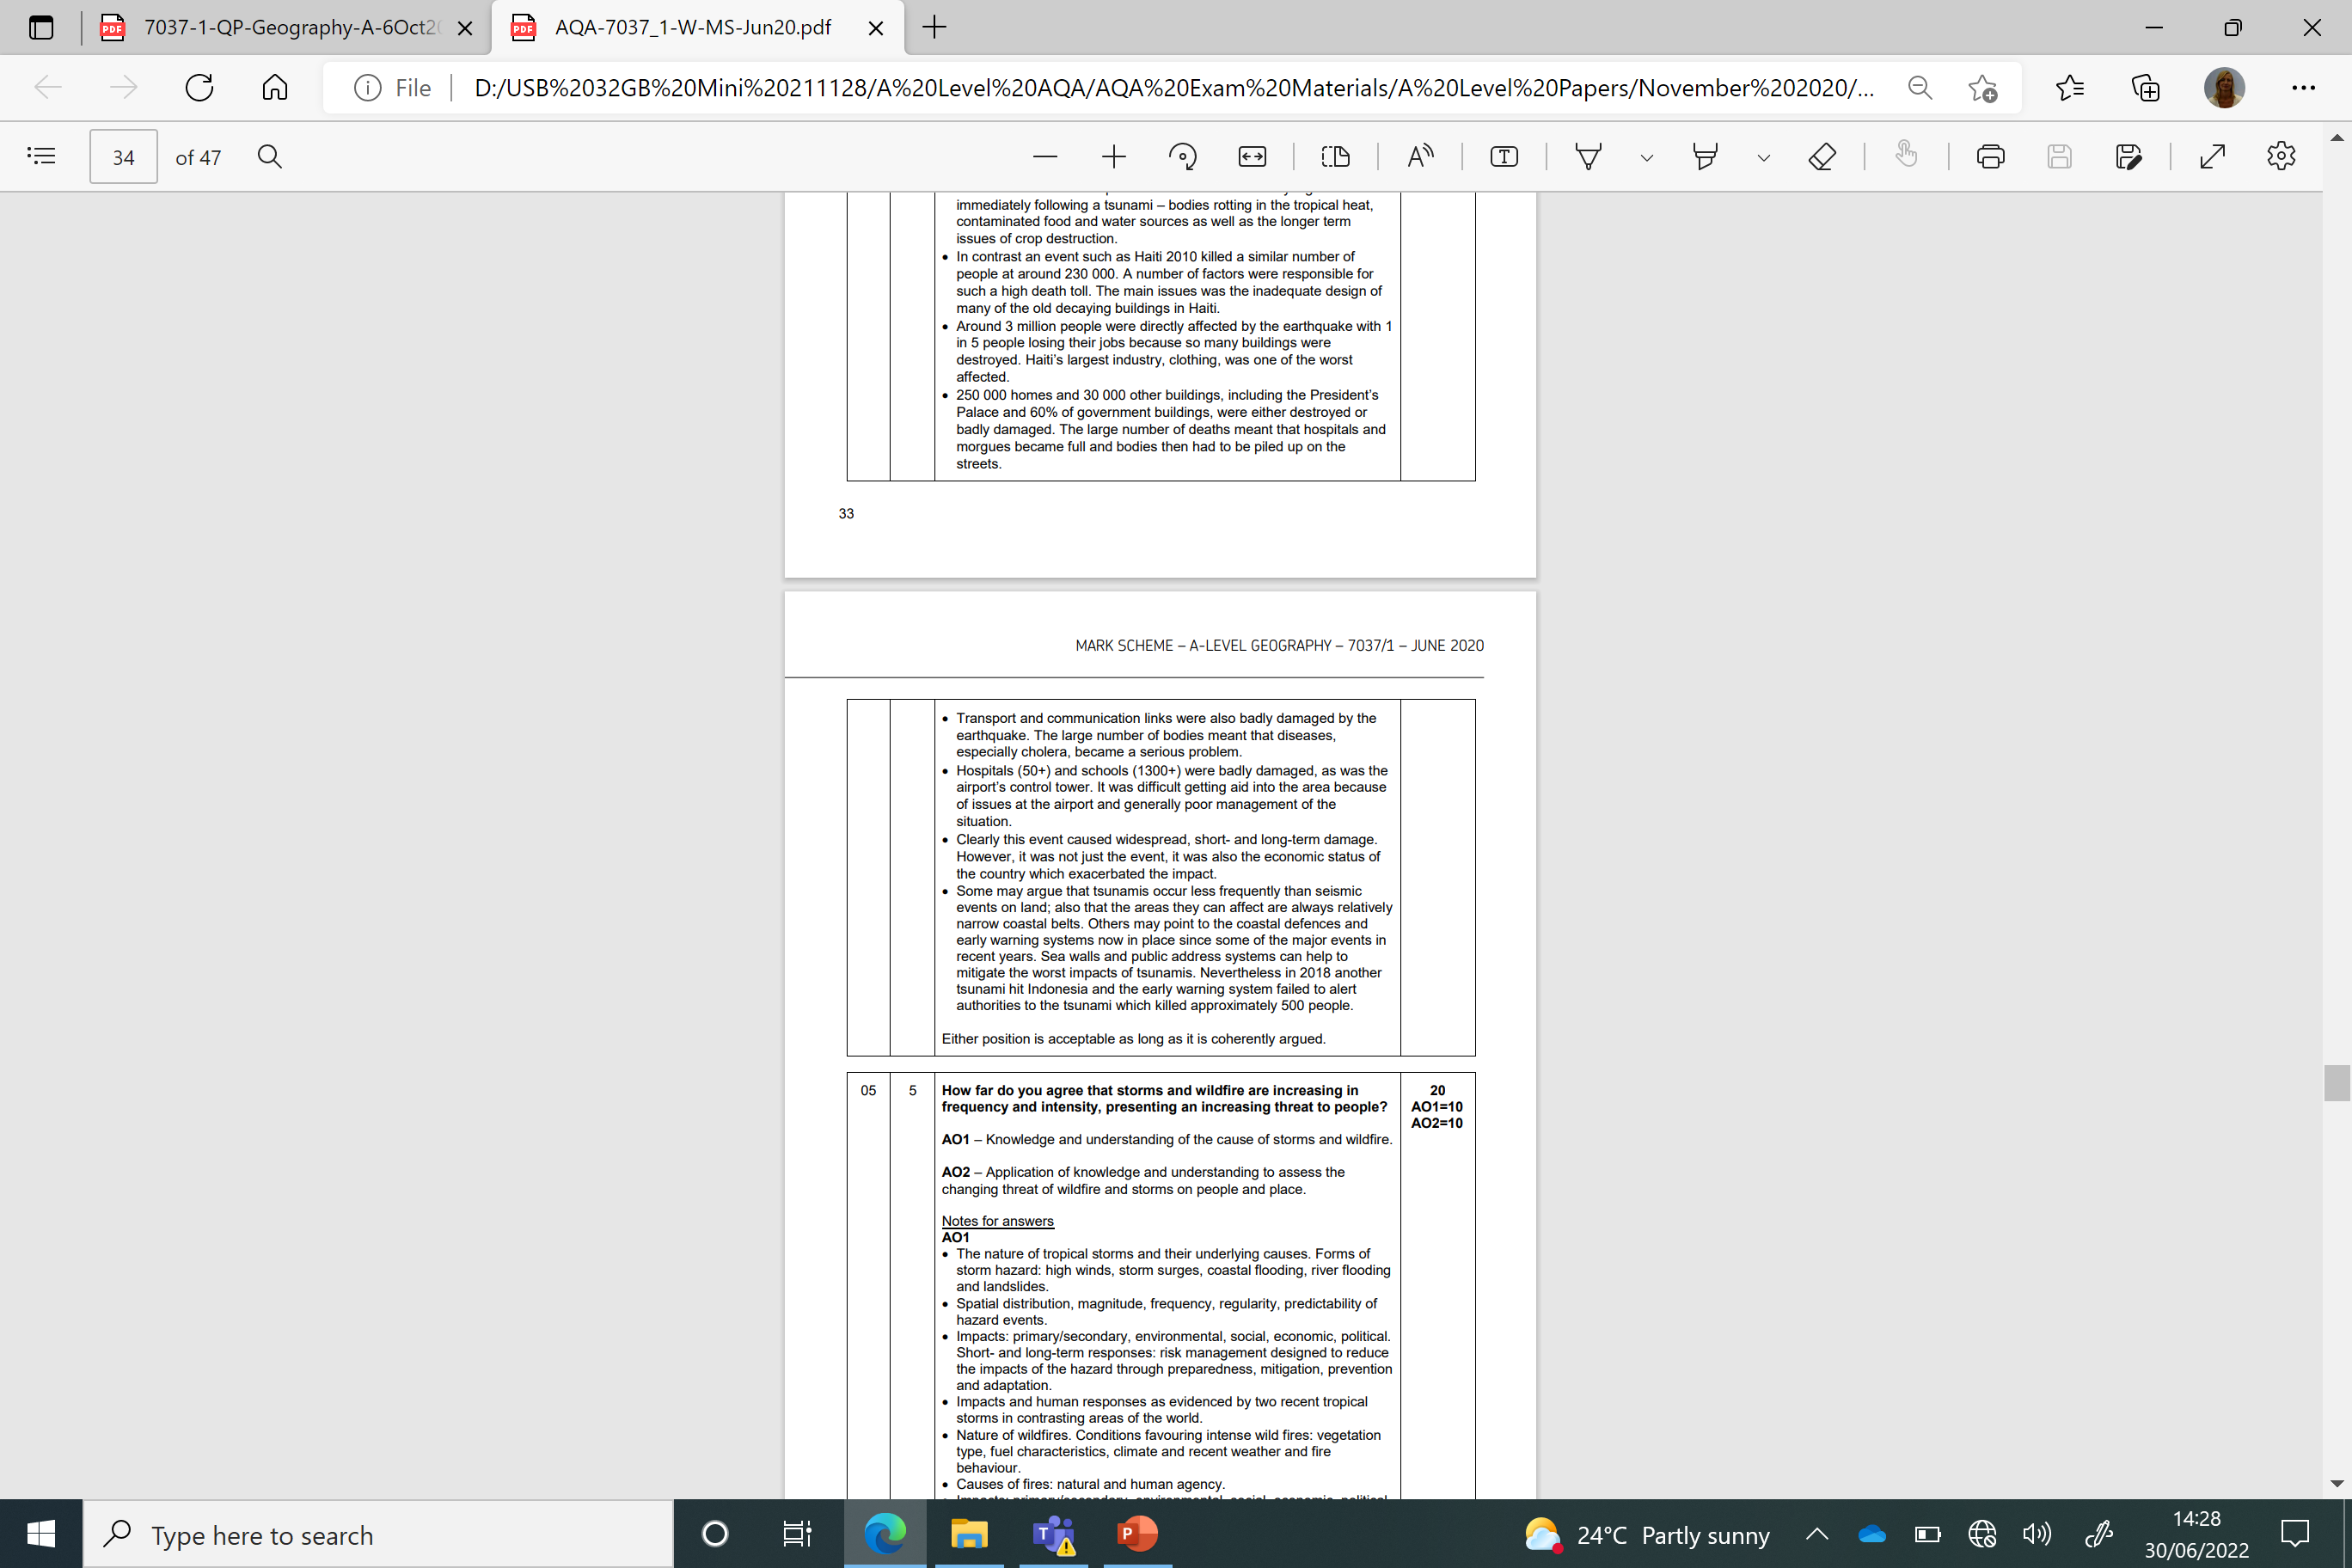 7037-1-QP-Geography-A-6Oct20
AQA-7037_1-W-MS-Jun20.pdf
File
D:/USB%2032GB%20Mini%20211128/A%20Level%20AQA/AQA%20Exam%20Materials/A%20Level%20Papers/November%202020/...
34
of 47
immediately following a tsunami – bodies rotting in the tropical heat,
contaminated food and water sources as well as the longer term
issues of crop destruction.
• In contrast an event such as Haiti 2010 killed a similar number of
people at around 230 000. A number of factors were responsible for
such a high death toll. The main issues was the inadequate design of
many of the old decaying buildings in Haiti.
• Around 3 million people were directly affected by the earthquake with 1
in 5 people losing their jobs because so many buildings were
destroyed. Haiti's largest industry, clothing, was one of the worst
affected.
• 250 000 homes and 30 000 other buildings, including the President's
Palace and 60% of government buildings, were either destroyed or
badly damaged. The large number of deaths meant that hospitals and
morgues became full and bodies then had to be piled up on the
streets.
33
MARK SCHEME – A-LEVEL GEOGRAPHY – 7037/1 – JUNE 2020
• Transport and communication links were also badly damaged by the
earthquake. The large number of bodies meant that diseases,
especially cholera, became a serious problem.
• Hospitals (50+) and schools (1300+) were badly damaged, as was the
airport's control tower. It was difficult getting aid into the area because
of issues at the airport and generally poor management of the
situation.
• Clearly this event caused widespread, short- and long-term damage.
However, it was not just the event, it was also the economic status of
the country which exacerbated the impact.
• Some may argue that tsunamis occur less frequently than seismic
events on land; also that the areas they can affect are always relatively
narrow coastal belts. Others may point to the coastal defences and
early warning systems now in place since some of the major events in
recent years. Sea walls and public address systems can help to
mitigate the worst impacts of tsunamis. Nevertheless in 2018 another
tsunami hit Indonesia and the early warning system failed to alert
authorities to the tsunami which killed approximately 500 people.
Either position is acceptable as long as it is coherently argued.
05 5 How far do you agree that storms and wildfire are increasing in 20
frequency and intensity, presenting an increasing threat to people? AO1=10
AO2=10
AO1 – Knowledge and understanding of the cause of storms and wildfire.
AO2 – Application of knowledge and understanding to assess the
changing threat of wildfire and storms on people and place.
Notes for answers
AO1
• The nature of tropical storms and their underlying causes. Forms of
storm hazard: high winds, storm surges, coastal flooding, river flooding
and landslides.
• Spatial distribution, magnitude, frequency, regularity, predictability of
hazard events.
• Impacts: primary/secondary, environmental, social, economic, political.
Short- and long-term responses: risk management designed to reduce
the impacts of the hazard through preparedness, mitigation, prevention
and adaptation.
• Impacts and human responses as evidenced by two recent tropical
storms in contrasting areas of the world.
• Nature of wildfires. Conditions favouring intense wild fires: vegetation
type, fuel characteristics, climate and recent weather and fire
behaviour.
• Causes of fires: natural and human agency.
• Impacts: primary/secondary, environmental, social, economic, political.
Type here to search
24°C Partly sunny
14:28
30/06/2022